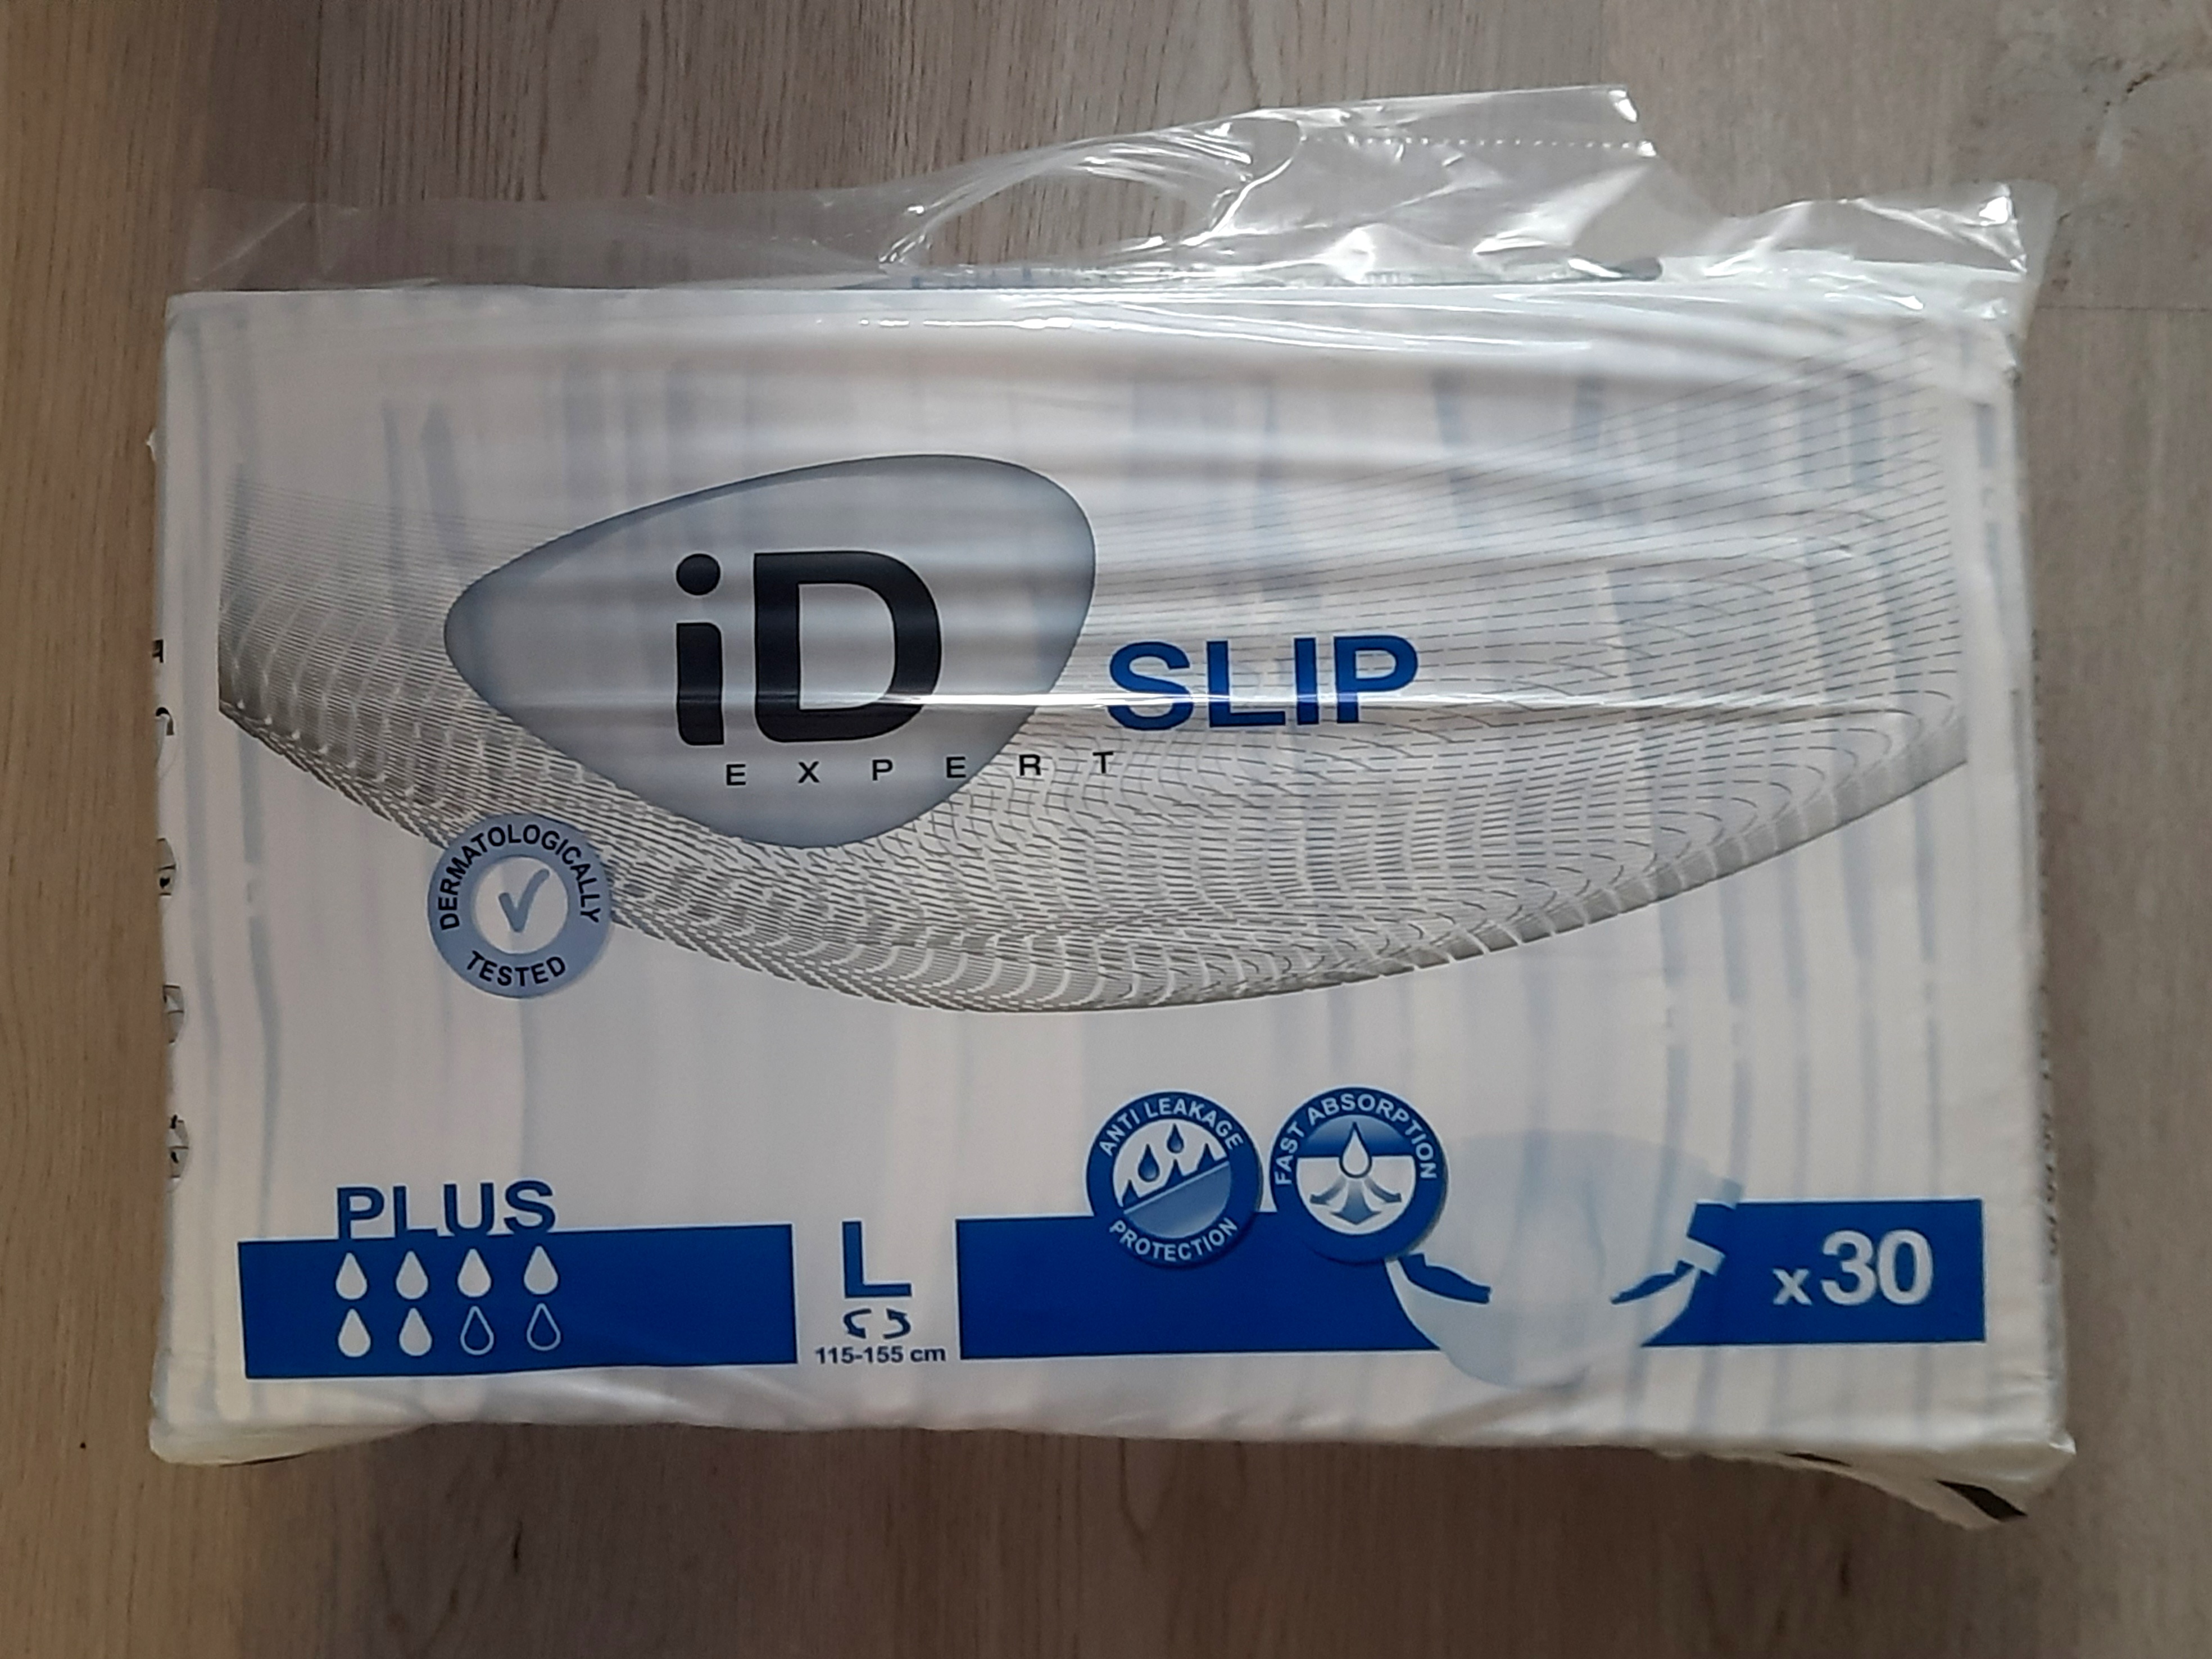 iD
SLIP
EXPERT
DERMATOLOGICALLY
TESTED
ANTI LEAKAGE
PROTECTION
FAST ABSORPTION
PLUS
L
115-155 cm
x30